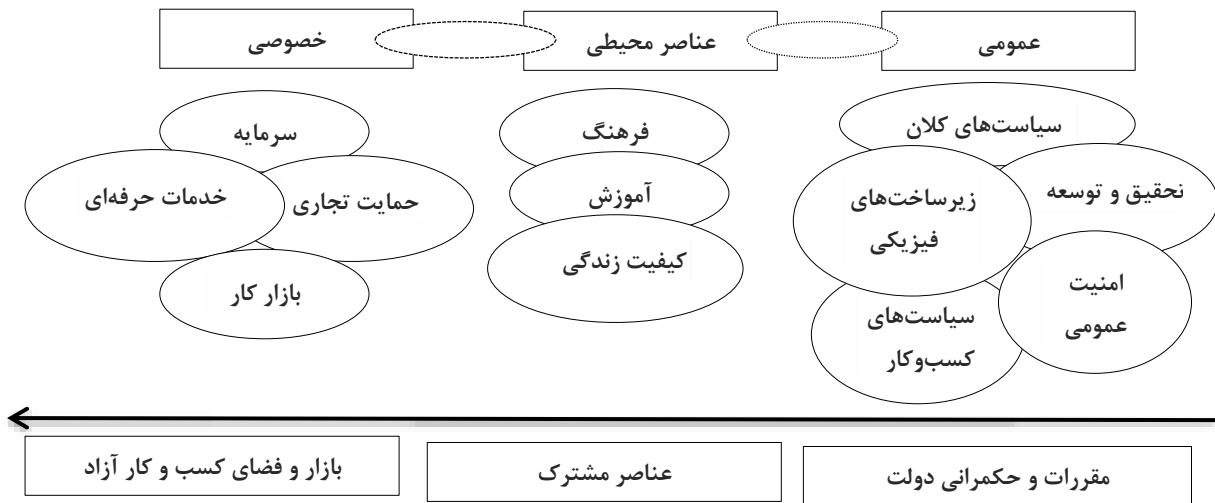 عمومی
عناصر محیطی
خصوصی
سیاست‌های کلان
تحقیق و توسعه
زیرساخت‌های
فیزیکی
امنیت
عمومی
سیاست‌های
کسب‌وکار
فرهنگ
آموزش
کیفیت زندگی
سرمایه
حمایت تجاری
خدمات حرفه‌ای
بازار کار
مقررات و حکمرانی دولت
عناصر مشترک
بازار و فضای کسب و کار آزاد